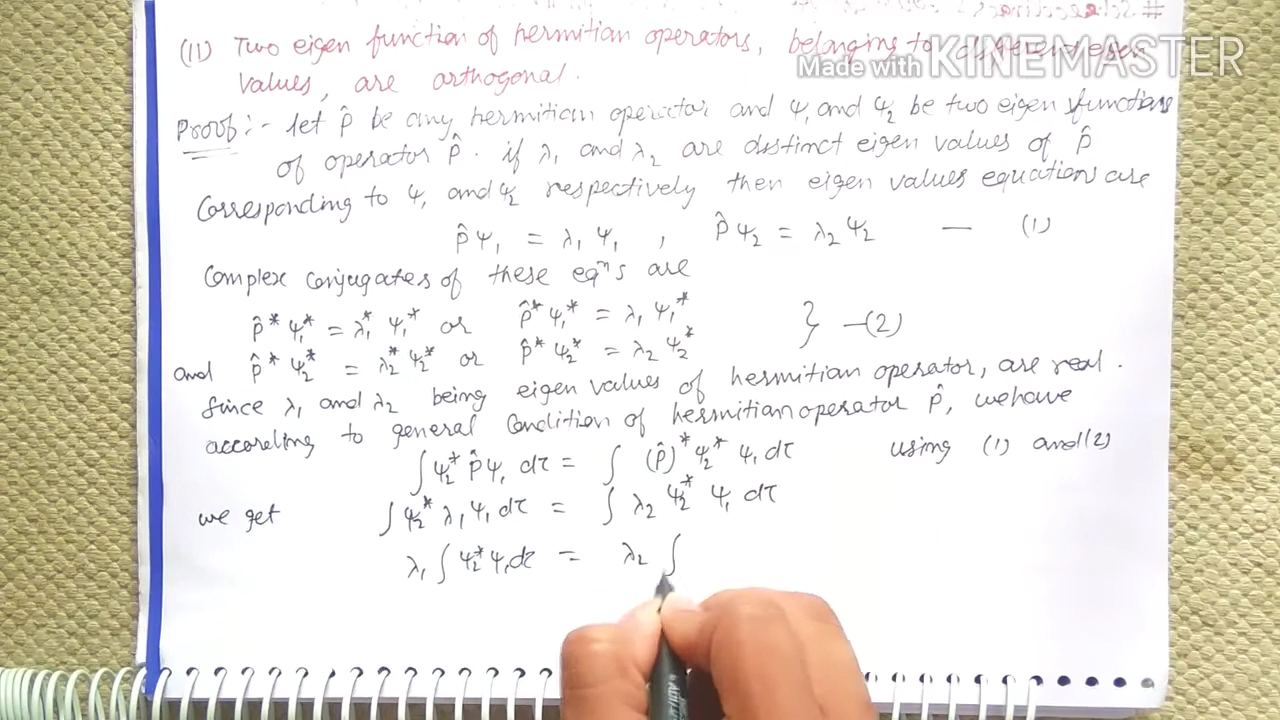 (II) Two eigen function of hermitian operators, belonging to different eigen
values, are orthogonal.
Made with KINEMASTER
Proof:- let P̂ be any hermitian operator and ψ₁ and ψ₂ be two eigen functions
of operator P̂. if λ₁ and λ₂ are distinct eigen values of P̂
Corresponding to ψ₁ and ψ₂ respectively then eigen values equations are
P̂ψ₁ = λ₁ψ₁ , P̂ψ₂ = λ₂ψ₂ — (1)
Complex conjugates of these eqⁿs are
P̂*ψ₁* = λ₁*ψ₁* or P̂*ψ₁* = λ₁ψ₁*
and P̂*ψ₂* = λ₂*ψ₂* or P̂*ψ₂* = λ₂ψ₂* } —(2)
Since λ₁ and λ₂ being eigen values of hermitian operator, are real.
according to general Condition of hermitian operator P̂, we have
∫ψ₂* P̂ψ₁ dτ = ∫ (P̂)* ψ₂* ψ₁ dτ using (1) and (2)
we get ∫ψ₂* λ₁ψ₁ dτ = ∫ λ₂ ψ₂* ψ₁ dτ
λ₁ ∫ψ₂*ψ₁dτ = λ₂ ∫